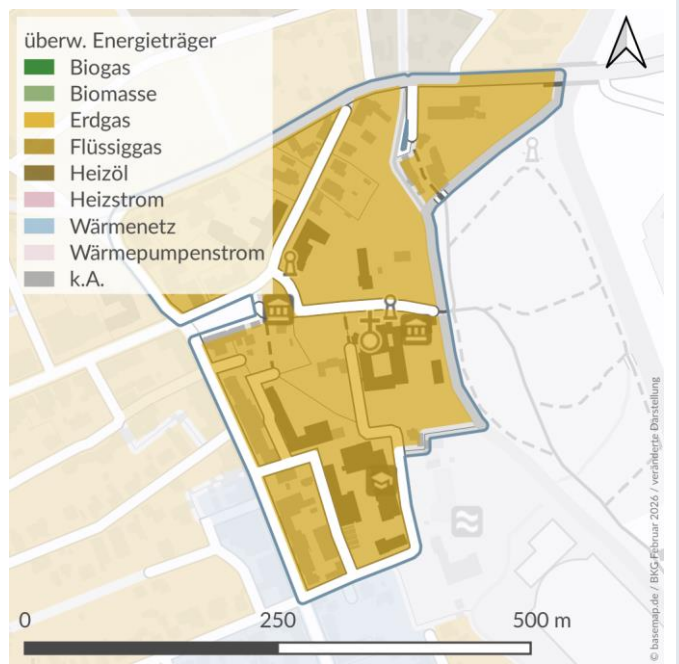 überw. Energieträger
Biogas
Biomasse
Erdgas
Flüssiggas
Heizöl
Heizstrom
Wärmenetz
Wärmepumpenstrom
k.A.
0 250 500 m
© basemap.de / BKG Februar 2026 / veränderte Darstellung